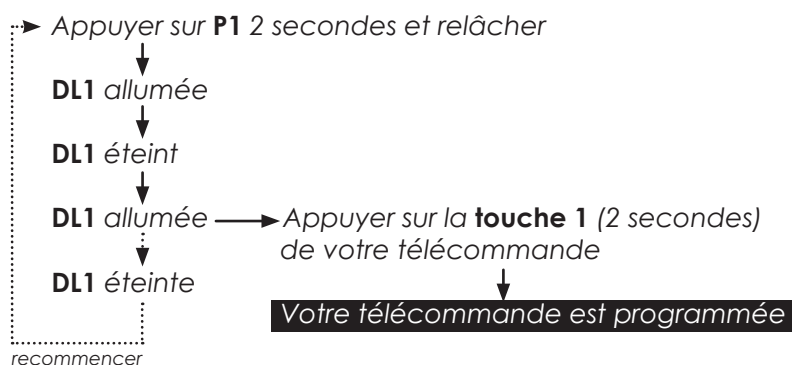 Appuyer sur P1 2 secondes et relâcher
DL1 allumée
DL1 éteint
DL1 allumée
Appuyer sur la touche 1 (2 secondes)
de votre télécommande
DL1 éteinte
Votre télécommande est programmée
recommencer